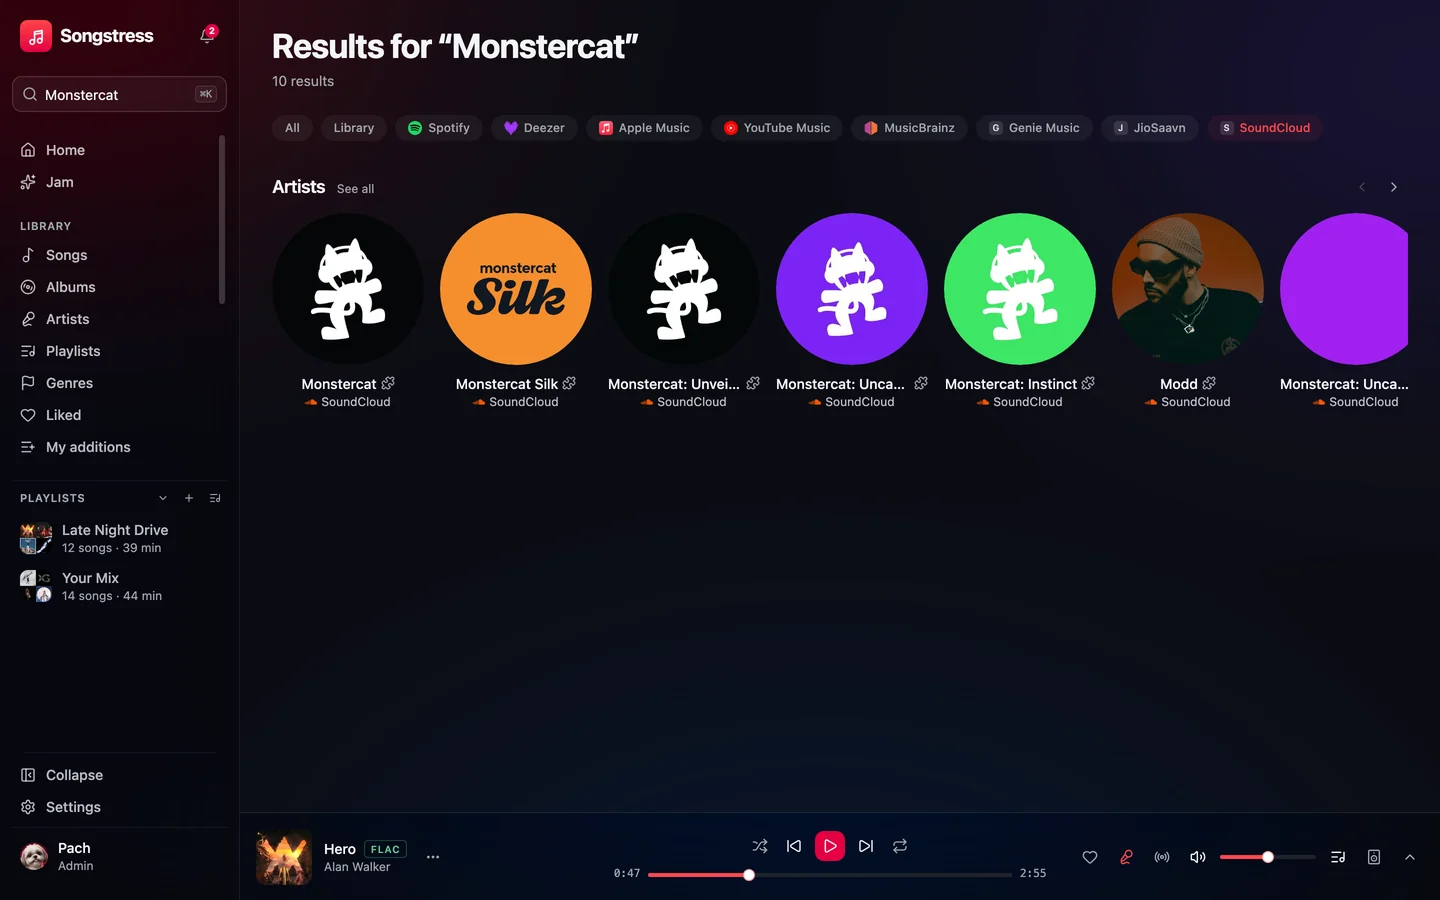 Songstress
2
Monstercat
⌘K
Home
Jam
LIBRARY
Songs
Albums
Artists
Playlists
Genres
Liked
My additions
PLAYLISTS
Late Night Drive
12 songs · 39 min
Your Mix
14 songs · 44 min
Collapse
Settings
Pach
Admin
Results for “Monstercat”
10 results
All
Library
Spotify
Deezer
Apple Music
YouTube Music
MusicBrainz
G Genie Music
J JioSaavn
S SoundCloud
Artists See all
monstercat
Silk
Monstercat
SoundCloud
Monstercat Silk
SoundCloud
Monstercat: Unvei...
SoundCloud
Monstercat: Unca...
SoundCloud
Monstercat: Instinct
SoundCloud
Modd
SoundCloud
Monstercat: Unca...
SoundCloud
Hero FLAC
Alan Walker
0:47
2:55